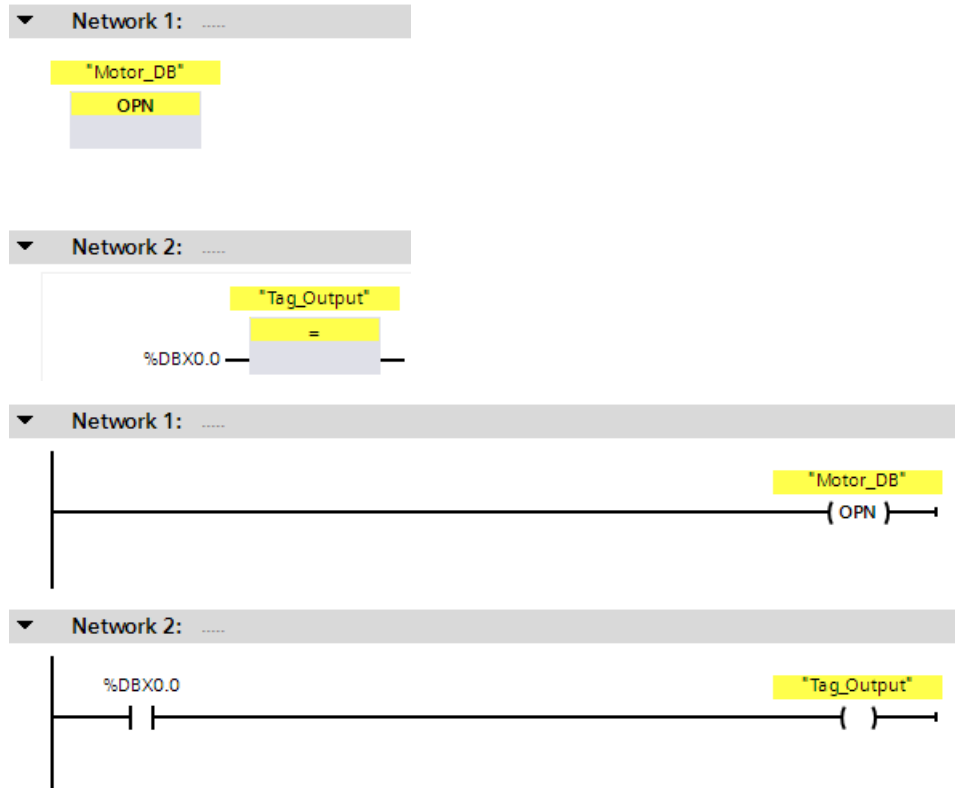 Network 1: .....
"Motor_DB"
OPN
Network 2: .....
"Tag_Output"
=
%DBX0.0
Network 1: .....
"Motor_DB"
( OPN )
Network 2: .....
%DBX0.0 "Tag_Output"
( )